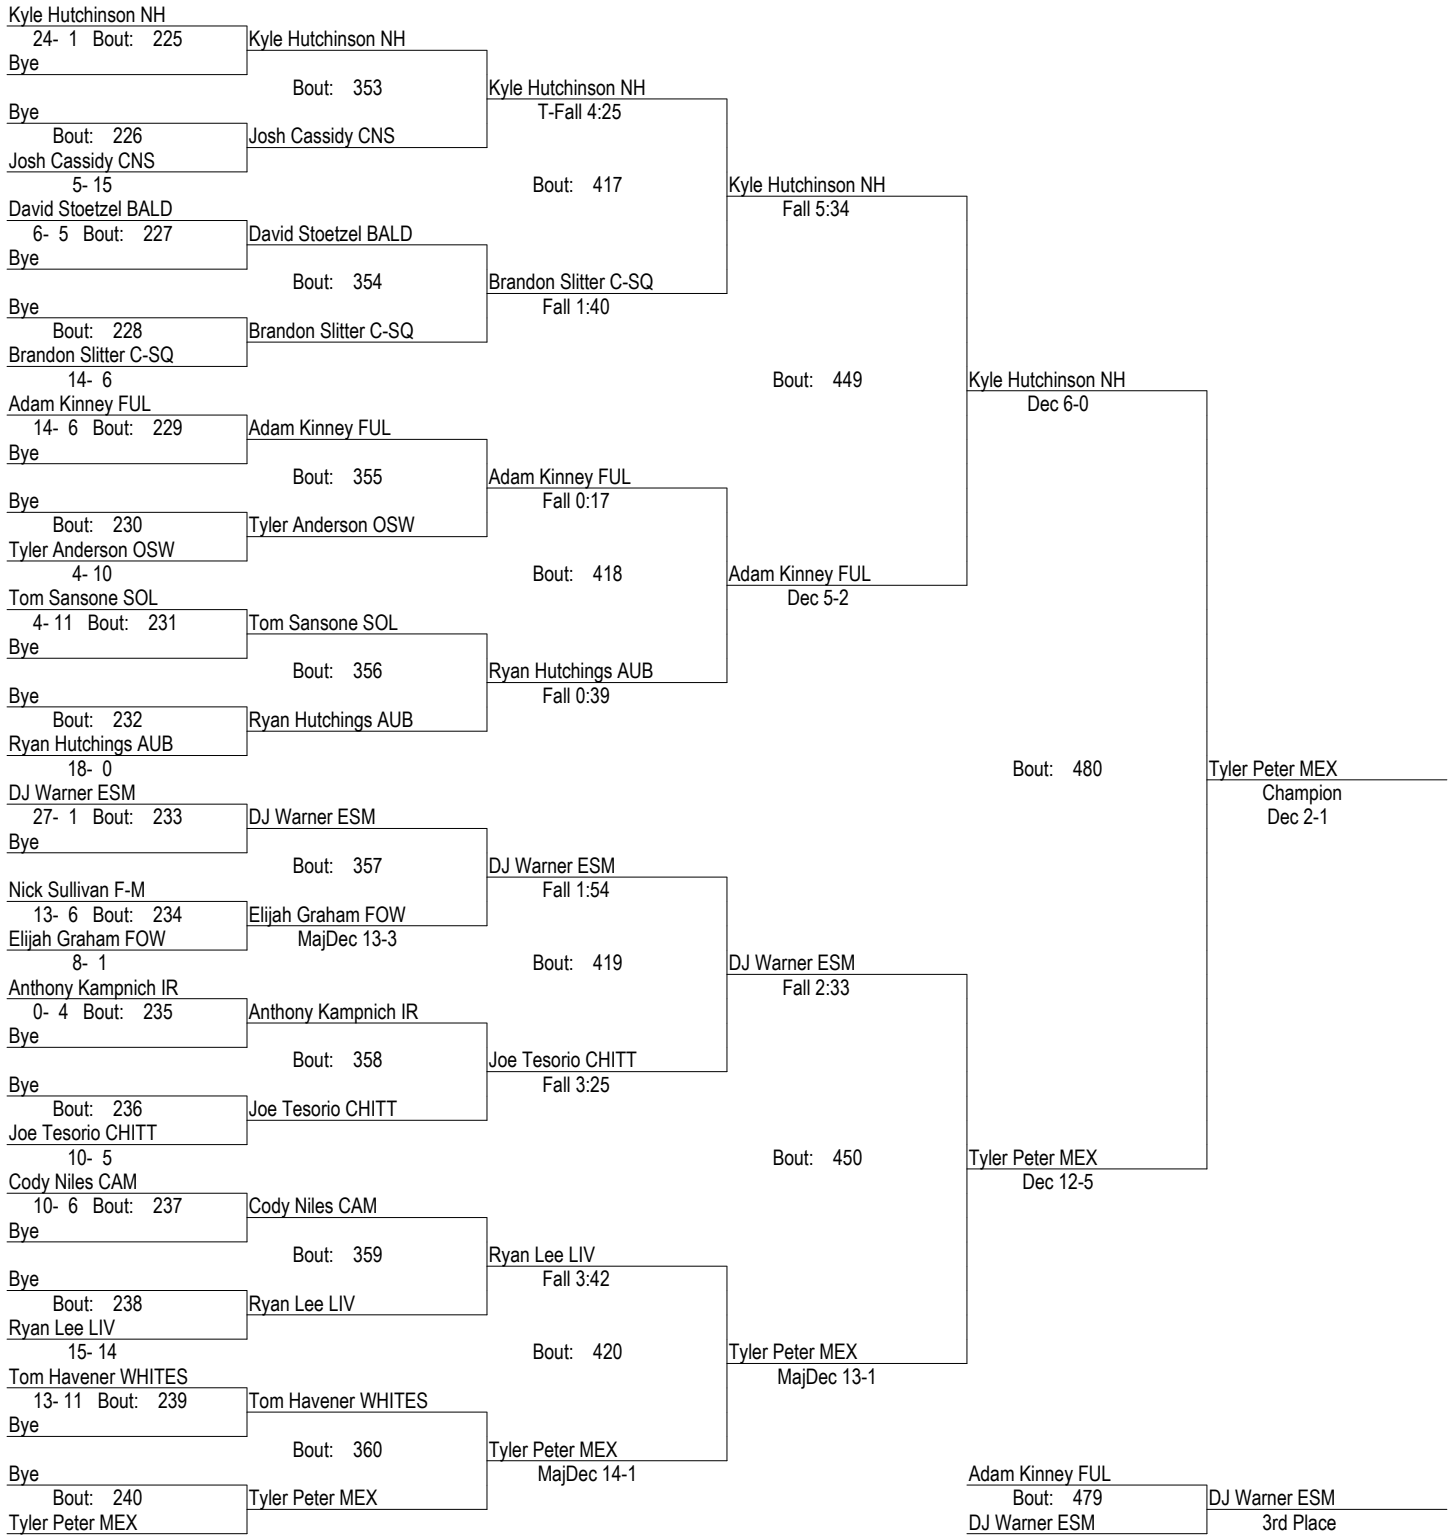 Kyle Hutchinson NH
24- 1 Bout: 225
Bye
Kyle Hutchinson NH
Bout: 353
Kyle Hutchinson NH
T-Fall 4:25
Bye
Bout: 226
Josh Cassidy CNS
Josh Cassidy CNS
5- 15
Bout: 417
Kyle Hutchinson NH
Fall 5:34
David Stoetzel BALD
6- 5 Bout: 227
Bye
David Stoetzel BALD
Bout: 354
Brandon Slitter C-SQ
Fall 1:40
Bye
Bout: 228
Brandon Slitter C-SQ
Brandon Slitter C-SQ
14- 6
Bout: 449
Kyle Hutchinson NH
Dec 6-0
Adam Kinney FUL
14- 6 Bout: 229
Bye
Adam Kinney FUL
Bout: 355
Adam Kinney FUL
Fall 0:17
Bye
Bout: 230
Tyler Anderson OSW
Tyler Anderson OSW
4- 10
Bout: 418
Adam Kinney FUL
Dec 5-2
Tom Sansone SOL
4- 11 Bout: 231
Bye
Tom Sansone SOL
Bout: 356
Ryan Hutchings AUB
Fall 0:39
Bye
Bout: 232
Ryan Hutchings AUB
Ryan Hutchings AUB
18- 0
Bout: 480
Tyler Peter MEX
Champion
Dec 2-1
DJ Warner ESM
27- 1 Bout: 233
Bye
DJ Warner ESM
Bout: 357
DJ Warner ESM
Fall 1:54
Nick Sullivan F-M
13- 6 Bout: 234
Elijah Graham FOW
Elijah Graham FOW
MajDec 13-3
8- 1
Bout: 419
DJ Warner ESM
Fall 2:33
Anthony Kampnich IR
0- 4 Bout: 235
Bye
Anthony Kampnich IR
Bout: 358
Joe Tesorio CHITT
Fall 3:25
Bye
Bout: 236
Joe Tesorio CHITT
Joe Tesorio CHITT
10- 5
Bout: 450
Tyler Peter MEX
Dec 12-5
Cody Niles CAM
10- 6 Bout: 237
Bye
Cody Niles CAM
Bout: 359
Ryan Lee LIV
Fall 3:42
Bye
Bout: 238
Ryan Lee LIV
Ryan Lee LIV
15- 14
Bout: 420
Tyler Peter MEX
MajDec 13-1
Tom Havener WHITES
13- 11 Bout: 239
Bye
Tom Havener WHITES
Bout: 360
Tyler Peter MEX
MajDec 14-1
Bye
Bout: 240
Tyler Peter MEX
Tyler Peter MEX
Adam Kinney FUL
Bout: 479
DJ Warner ESM
DJ Warner ESM
3rd Place